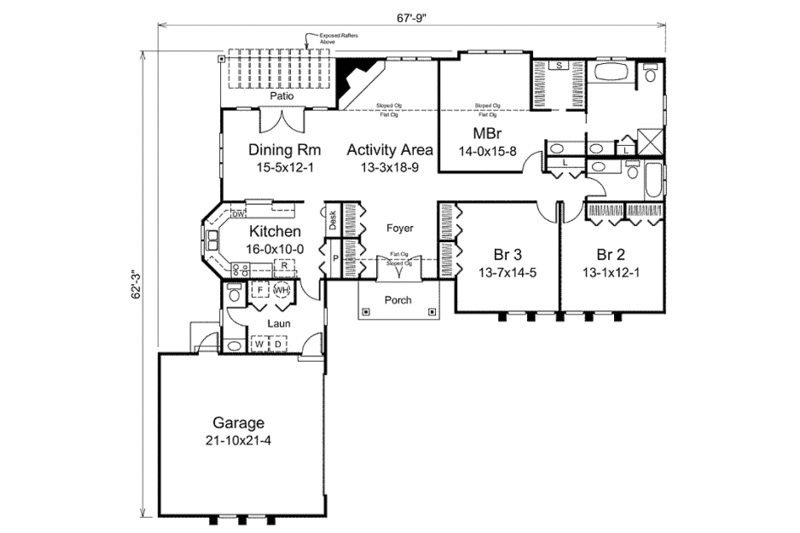 67'-9"
Exposed Rafters
Above
Patio
S
Sloped Clg
Flat Clg
Sloped Clg
Flat Clg
MBr
14-0x15-8
Dining Rm
15-5x12-1
Activity Area
13-3x18-9
L
L
DW
Kitchen
16-0x10-0
Desk
Foyer
R
P
Flat Clg
Sloped Clg
Br 3
13-7x14-5
Br 2
13-1x12-1
62'-3"
F
WH
Porch
Laun
W
D
Garage
21-10x21-4